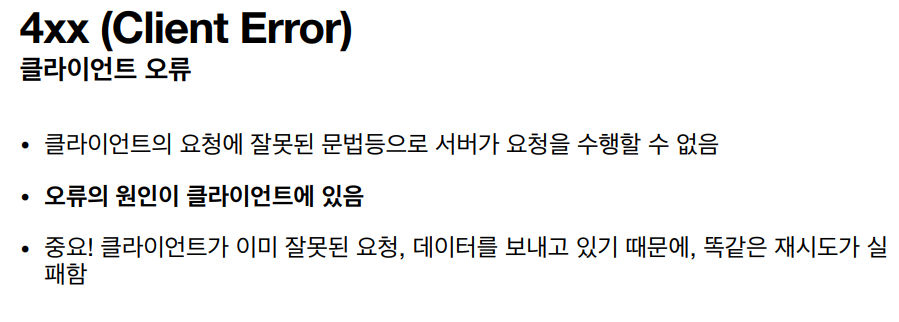 4xx (Client Error)
클라이언트 오류
• 클라이언트의 요청에 잘못된 문법등으로 서버가 요청을 수행할 수 없음
• 오류의 원인이 클라이언트에 있음
• 중요! 클라이언트가 이미 잘못된 요청, 데이터를 보내고 있기 때문에, 똑같은 재시도가 실
패함